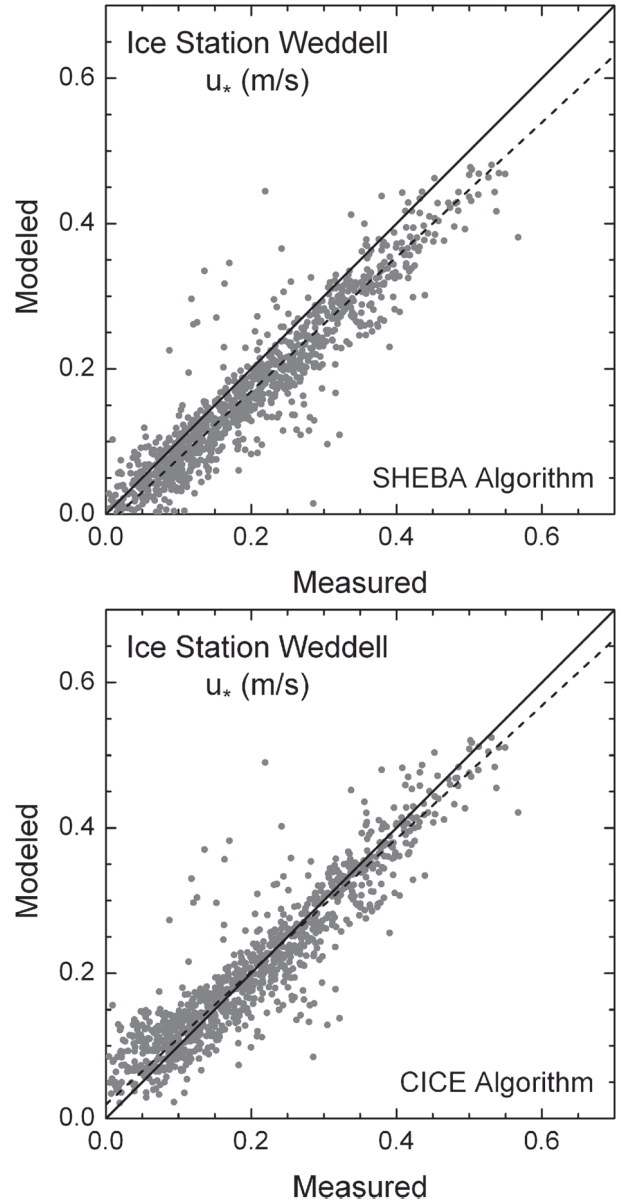 Ice Station Weddell
u* (m/s)
0.6
0.4
0.2
0.0
Modeled
SHEBA Algorithm
0.0 0.2 0.4 0.6
Measured
Ice Station Weddell
u* (m/s)
0.6
0.4
0.2
0.0
Modeled
CICE Algorithm
0.0 0.2 0.4 0.6
Measured